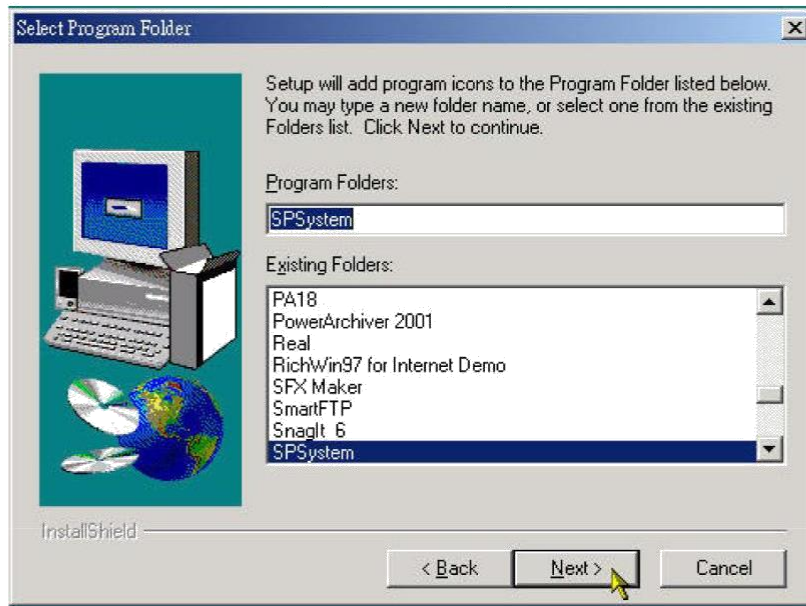 Select Program Folder
Setup will add program icons to the Program Folder listed below.
You may type a new folder name, or select one from the existing
Folders list. Click Next to continue.
Program Folders:
SPSystem
Existing Folders:
PA18
PowerArchiver 2001
Real
RichWin97 for Internet Demo
SFX Maker
SmartFTP
SnagIt 6
SPSystem
InstallShield
< Back
Next >
Cancel